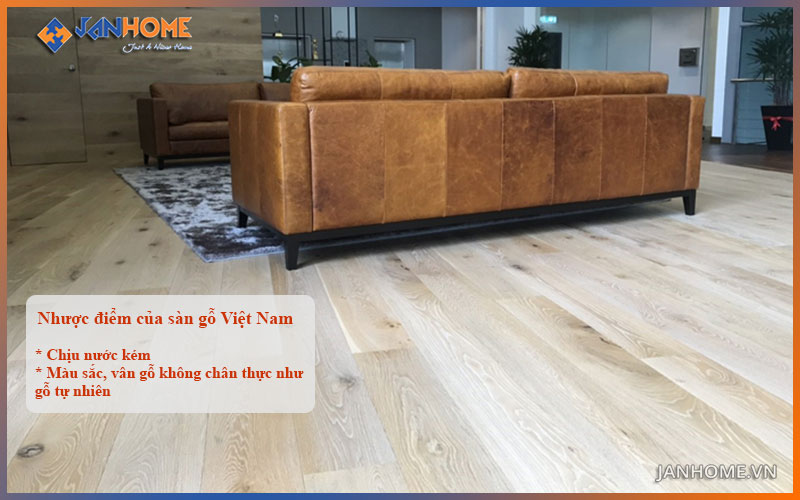 JANHOME
Just A Nicer Home
Nhược điểm của sàn gỗ Việt Nam
* Chịu nước kém
* Màu sắc, vân gỗ không chân thực như
gỗ tự nhiên
JANHOME.VN